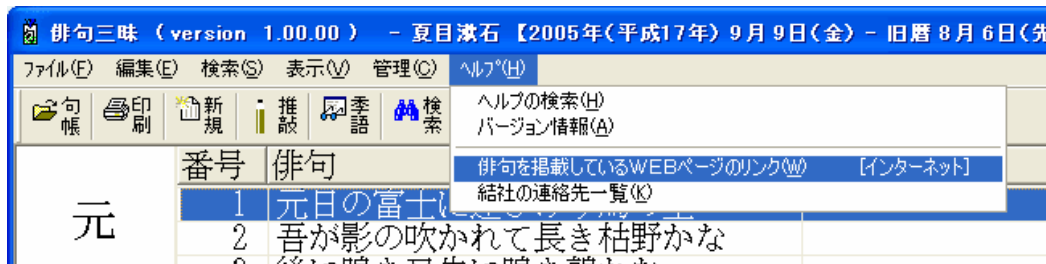 俳句三昧 (version 1.00.00) - 夏目漱石 【2005年(平成17年) 9月 9日(金) - 旧暦 8月 6日(先
ファイル(F) 編集(E) 検索(S) 表示(V) 管理(C) ヘルプ(H)
句帳 印刷 新規 推敲 季語 検索
ヘルプの検索(H)
バージョン情報(A)
俳句を掲載しているWEBページのリンク(W) [インターネット]
結社の連絡先一覧(K)
番号 俳句
元
1 元日の富士に
2 吾が影の吹かれて長き枯野かな